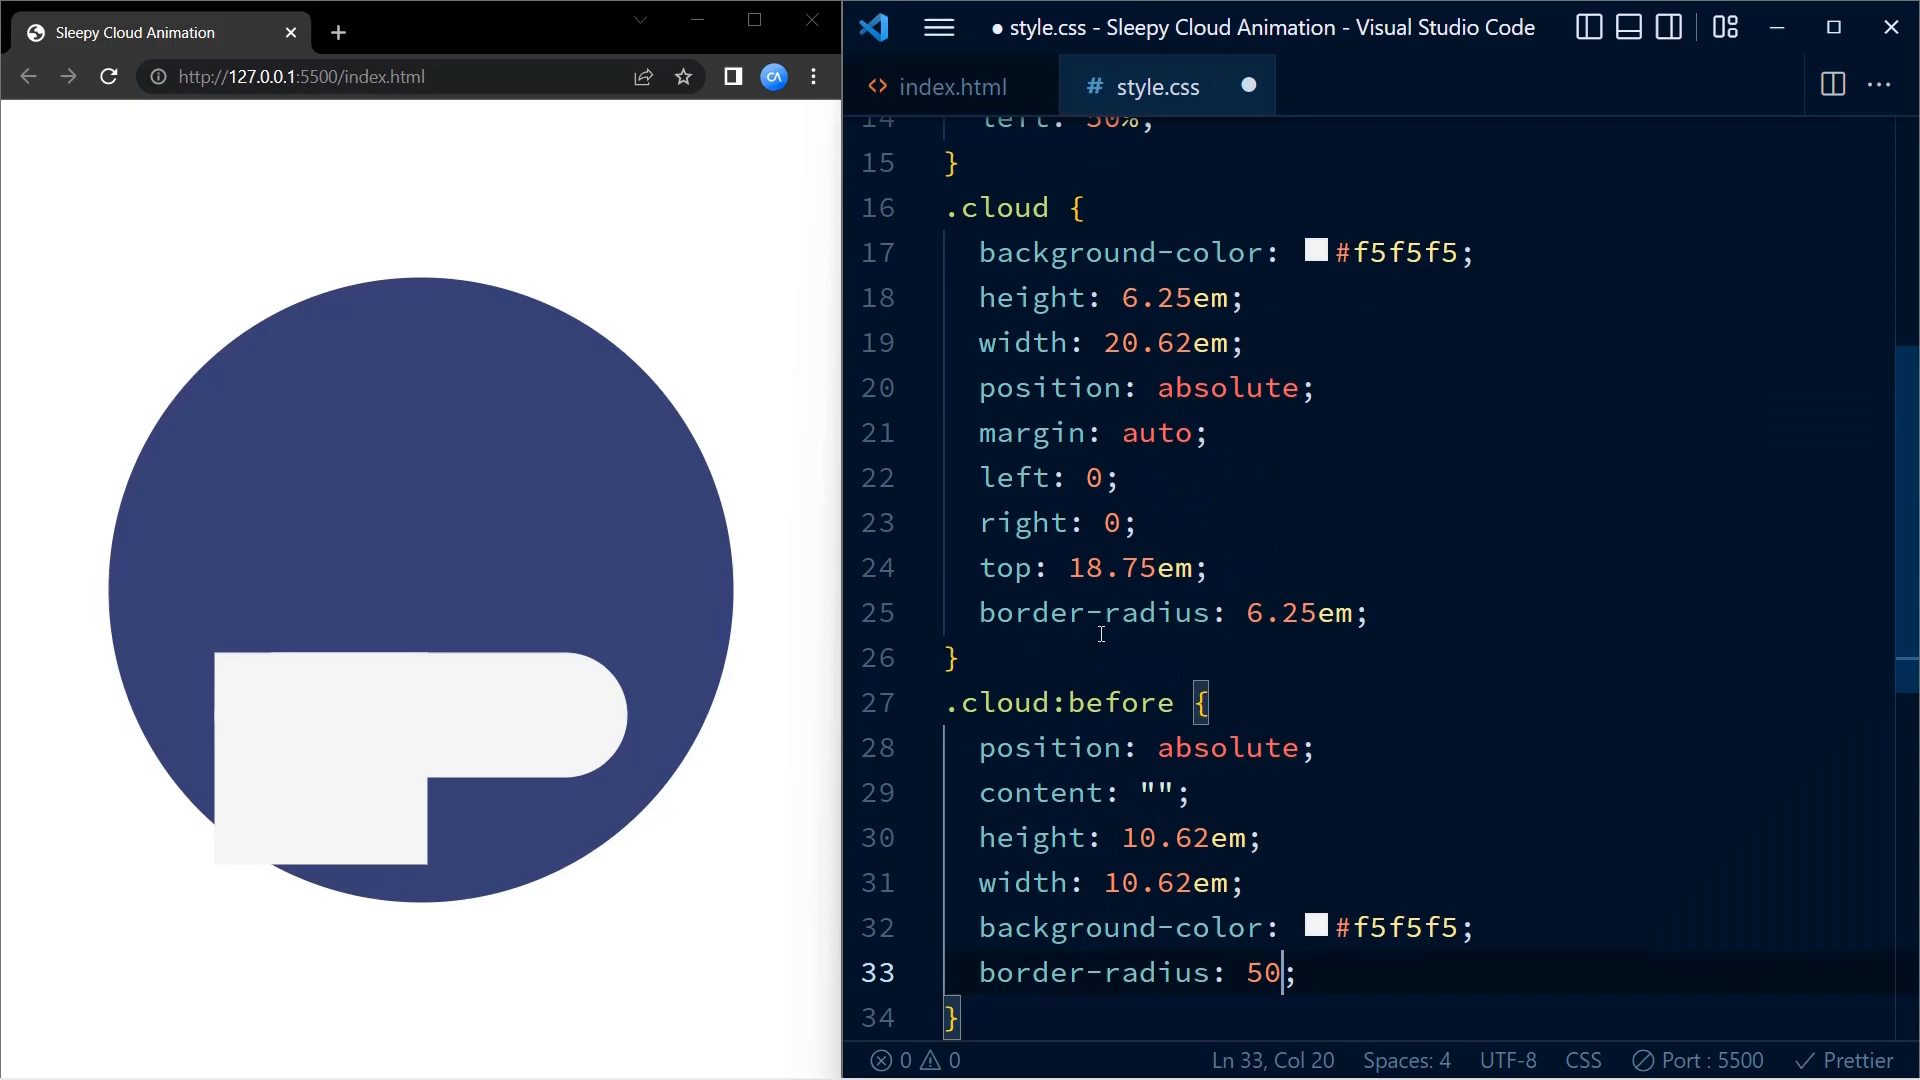 Sleepy Cloud Animation
http://127.0.0.1:5500/index.html
CA
● style.css - Sleepy Cloud Animation - Visual Studio Code
<> index.html
# style.css
14 left: 50%;
15 }
16 .cloud {
17 background-color: #f5f5f5;
18 height: 6.25em;
19 width: 20.62em;
20 position: absolute;
21 margin: auto;
22 left: 0;
23 right: 0;
24 top: 18.75em;
25 border-radius: 6.25em;
26 }
27 .cloud:before {
28 position: absolute;
29 content: "";
30 height: 10.62em;
31 width: 10.62em;
32 background-color: #f5f5f5;
33 border-radius: 50;
34 }
0 0 Ln 33, Col 20 Spaces: 4 UTF-8 CSS Port : 5500 Prettier